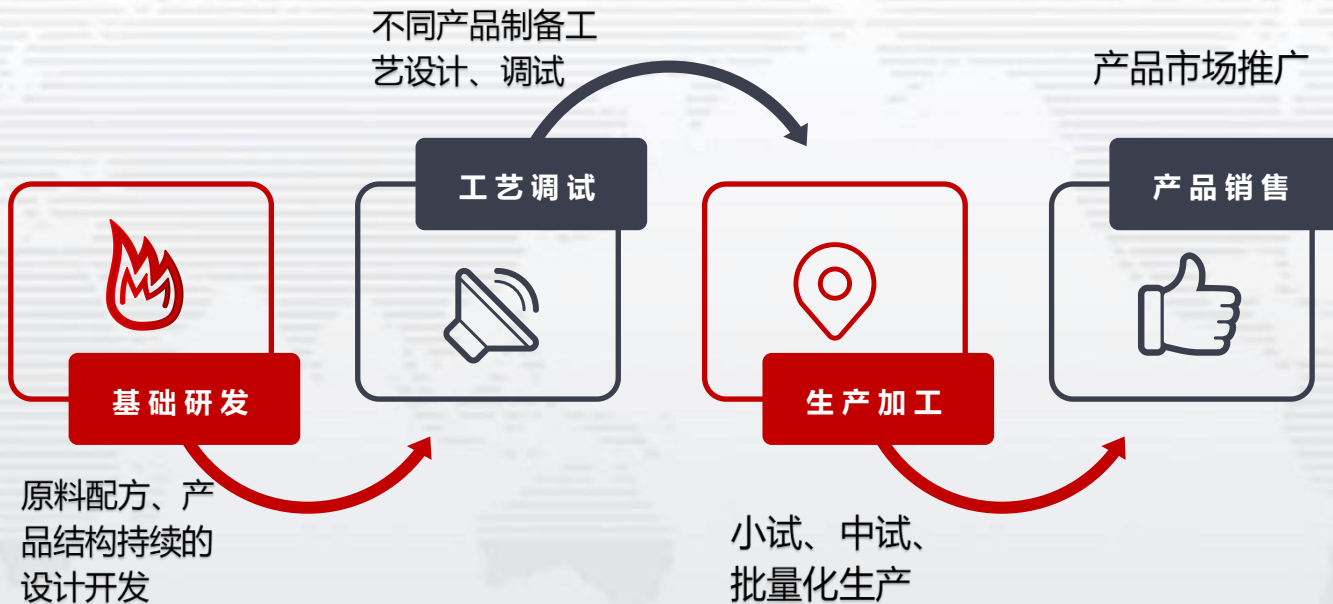 不同产品制备工
艺设计、调试
产品市场推广
工艺调试
产品销售
基础研发
生产加工
原料配方、产
品结构持续的
设计开发
小试、中试、
批量化生产